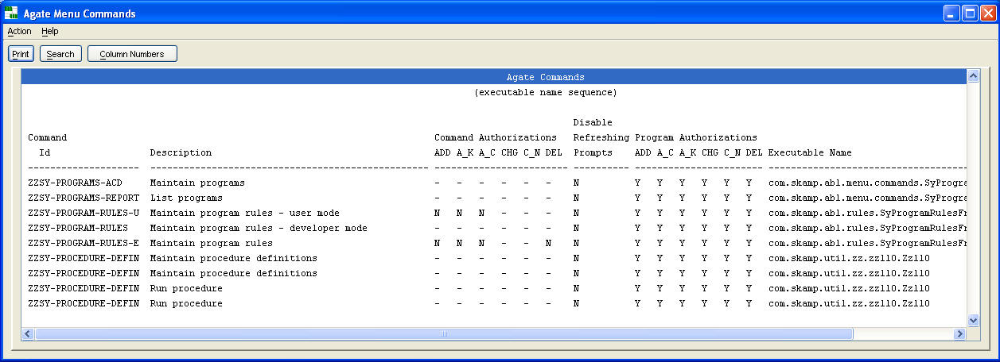 Agate Menu Commands
Action Help
Print Search Column Numbers
Agate Commands
(executable name sequence)
Disable
Command Command Authorizations Refreshing Program Authorizations
Id Description ADD A_K A_C CHG C_N DEL Prompts ADD A_C A_K CHG C_N DEL Executable Name
ZZSY-PROGRAMS-ACD Maintain programs - - - - - - N Y Y Y Y Y Y com.skamp.abl.menu.commands.SyProgra
ZZSY-PROGRAMS-REPORT List programs - - - - - - N Y Y Y Y Y Y com.skamp.abl.menu.commands.SyProgra
ZZSY-PROGRAM-RULES-U Maintain program rules - user mode N N N - - - N Y Y Y Y Y Y com.skamp.abl.rules.SyProgramRulesFr
ZZSY-PROGRAM-RULES Maintain program rules - developer mode - - - - - - N Y Y Y Y Y Y com.skamp.abl.rules.SyProgramRulesFr
ZZSY-PROGRAM-RULES-E Maintain program rules N N N - - N N Y Y Y Y Y Y com.skamp.abl.rules.SyProgramRulesFr
ZZSY-PROCEDURE-DEFIN Maintain procedure definitions - - - - - - N Y Y Y Y Y Y com.skamp.util.zz.zz110.Zz110
ZZSY-PROCEDURE-DEFIN Maintain procedure definitions - - - - - - N Y Y Y Y Y Y com.skamp.util.zz.zz110.Zz110
ZZSY-PROCEDURE-DEFIN Run procedure - - - - - - N Y Y Y Y Y Y com.skamp.util.zz.zz110.Zz110
ZZSY-PROCEDURE-DEFIN Run procedure - - - - - - N Y Y Y Y Y Y com.skamp.util.zz.zz110.Zz110